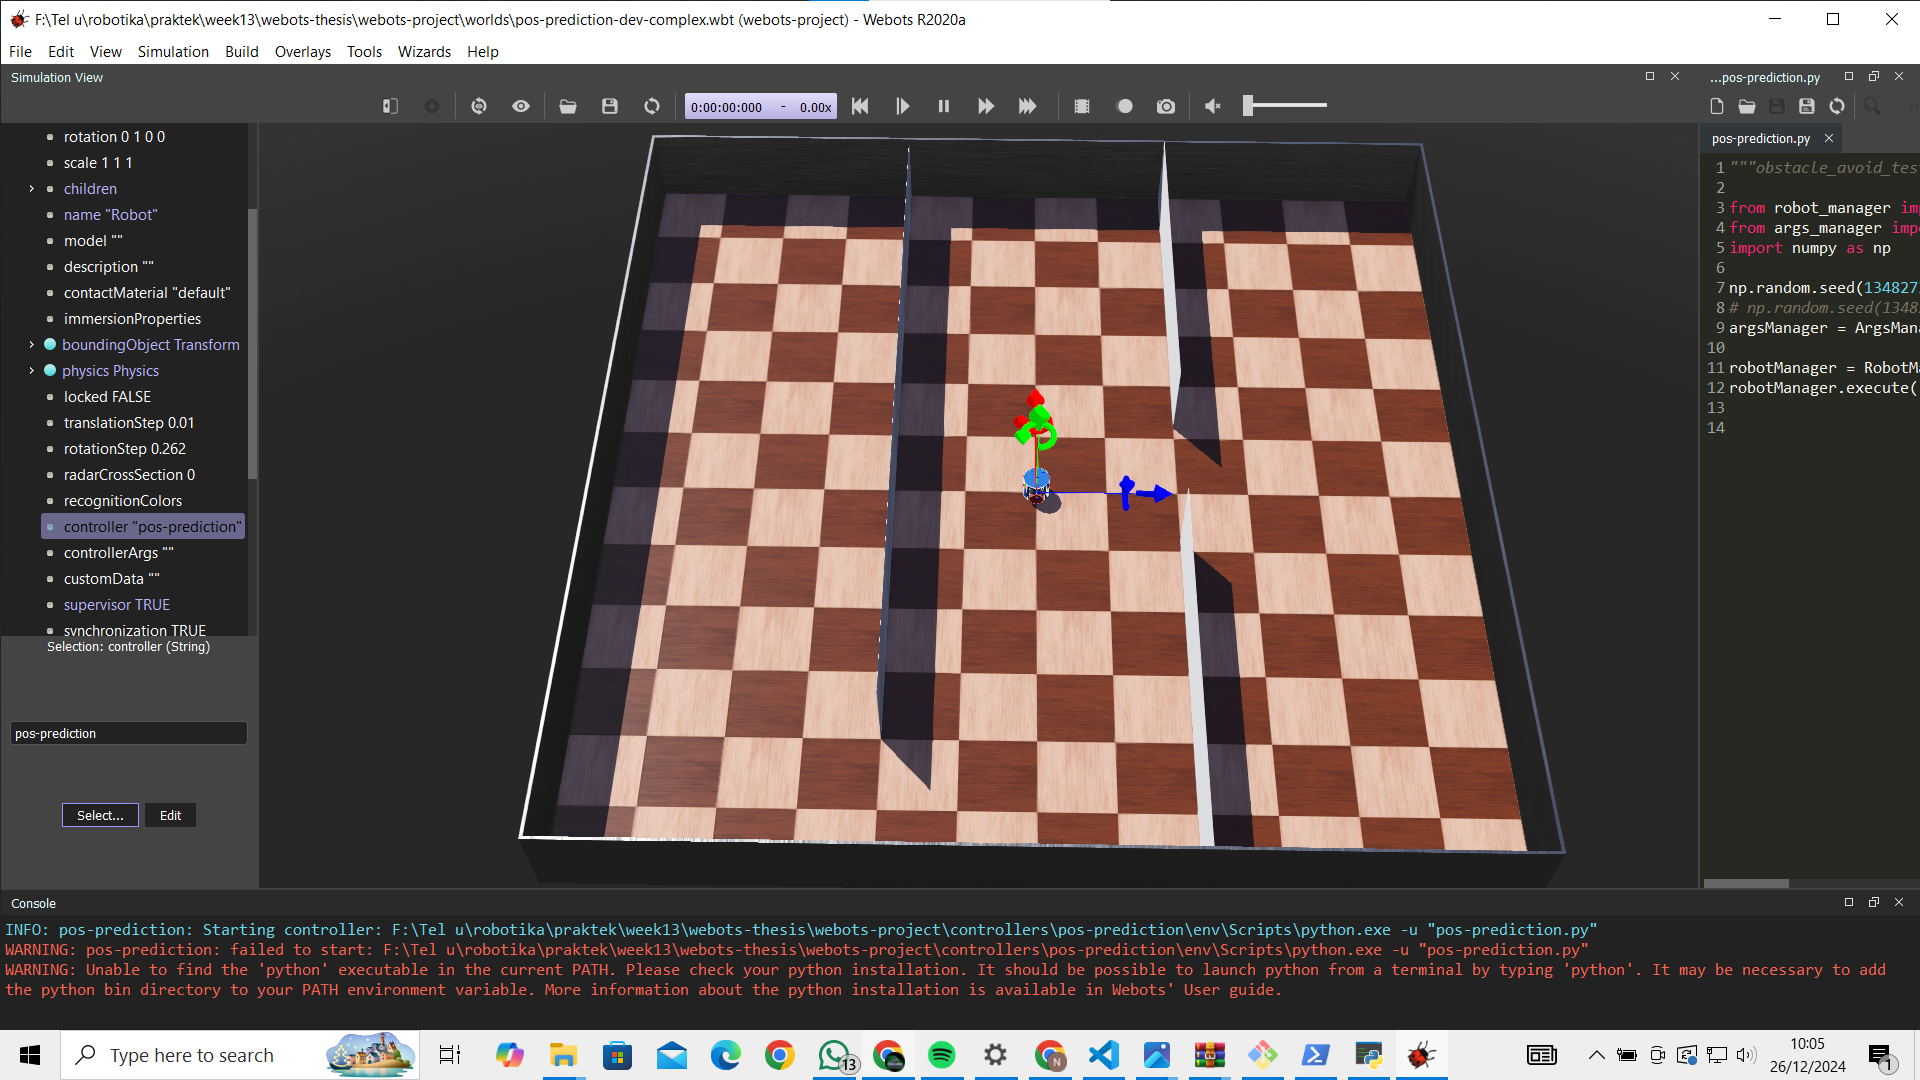 F:\Tel u\robotika\praktek\week13\webots-thesis\webots-project\worlds\pos-prediction-dev-complex.wbt (webots-project) - Webots R2020a
File Edit View Simulation Build Overlays Tools Wizards Help
Simulation View
...pos-prediction.py
0:00:00:000 - 0.00x
rotation 0 1 0 0
scale 1 1 1
children
name "Robot"
model ""
description ""
contactMaterial "default"
immersionProperties
boundingObject Transform
physics Physics
locked FALSE
translationStep 0.01
rotationStep 0.262
radarCrossSection 0
recognitionColors
controller "pos-prediction"
controllerArgs ""
customData ""
supervisor TRUE
synchronization TRUE
Selection: controller (String)
pos-prediction
Select... Edit
pos-prediction.py
1 """obstacle_avoid_tes
2
3 from robot_manager im
4 from args_manager impo
5 import numpy as np
6
7 np.random.seed(134827
8 # np.random.seed(1348
9 argsManager = ArgsMan
10
11 robotManager = RobotM
12 robotManager.execute(
13
14
Console
INFO: pos-prediction: Starting controller: F:\Tel u\robotika\praktek\week13\webots-thesis\webots-project\controllers\pos-prediction\env\Scripts\python.exe -u "pos-prediction.py"
WARNING: pos-prediction: failed to start: F:\Tel u\robotika\praktek\week13\webots-thesis\webots-project\controllers\pos-prediction\env\Scripts\python.exe -u "pos-prediction.py"
WARNING: Unable to find the 'python' executable in the current PATH. Please check your python installation. It should be possible to launch python from a terminal by typing 'python'. It may be necessary to add
the python bin directory to your PATH environment variable. More information about the python installation is available in Webots' User guide.
Type here to search
13
N
10:05
26/12/2024
1